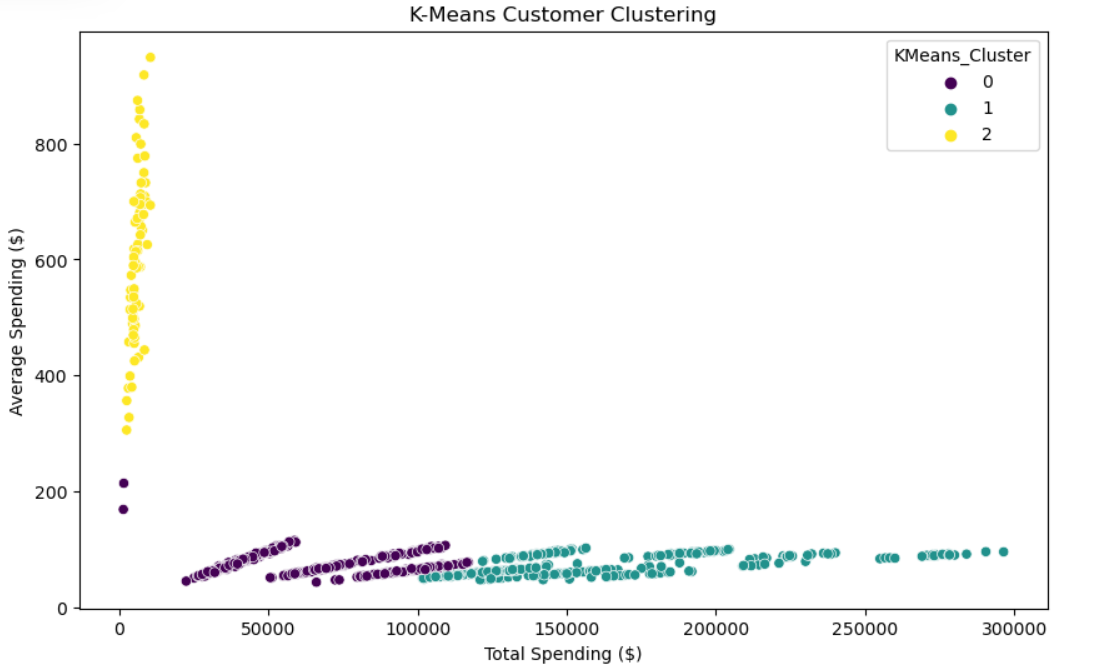 K-Means Customer Clustering
KMeans_Cluster
0
1
2
800
600
400
200
0
Average Spending ($)
0 50000 100000 150000 200000 250000 300000
Total Spending ($)